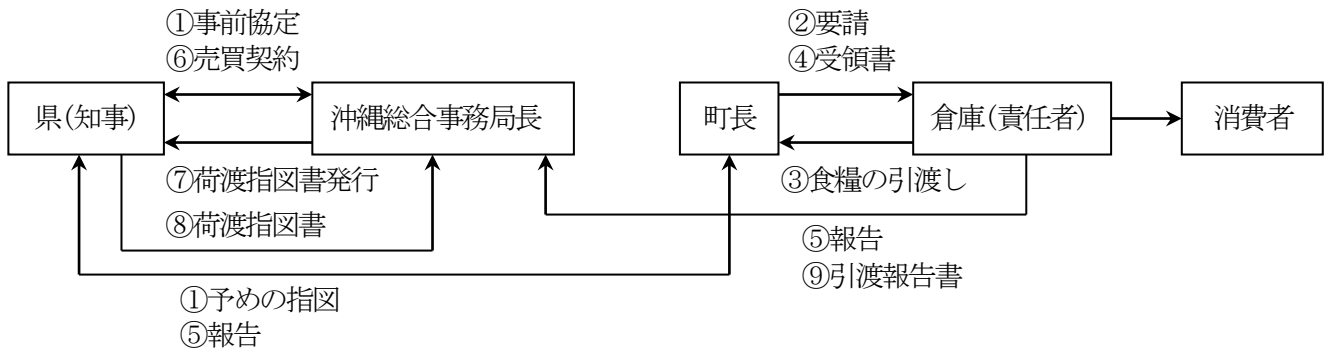 ①事前協定
⑥売買契約
②要請
④受領書
県(知事)
沖縄総合事務局長
町長
倉庫(責任者)
消費者
⑦荷渡指図書発行
⑧荷渡指図書
③食糧の引渡し
⑤報告
⑨引渡報告書
①予めの指図
⑤報告